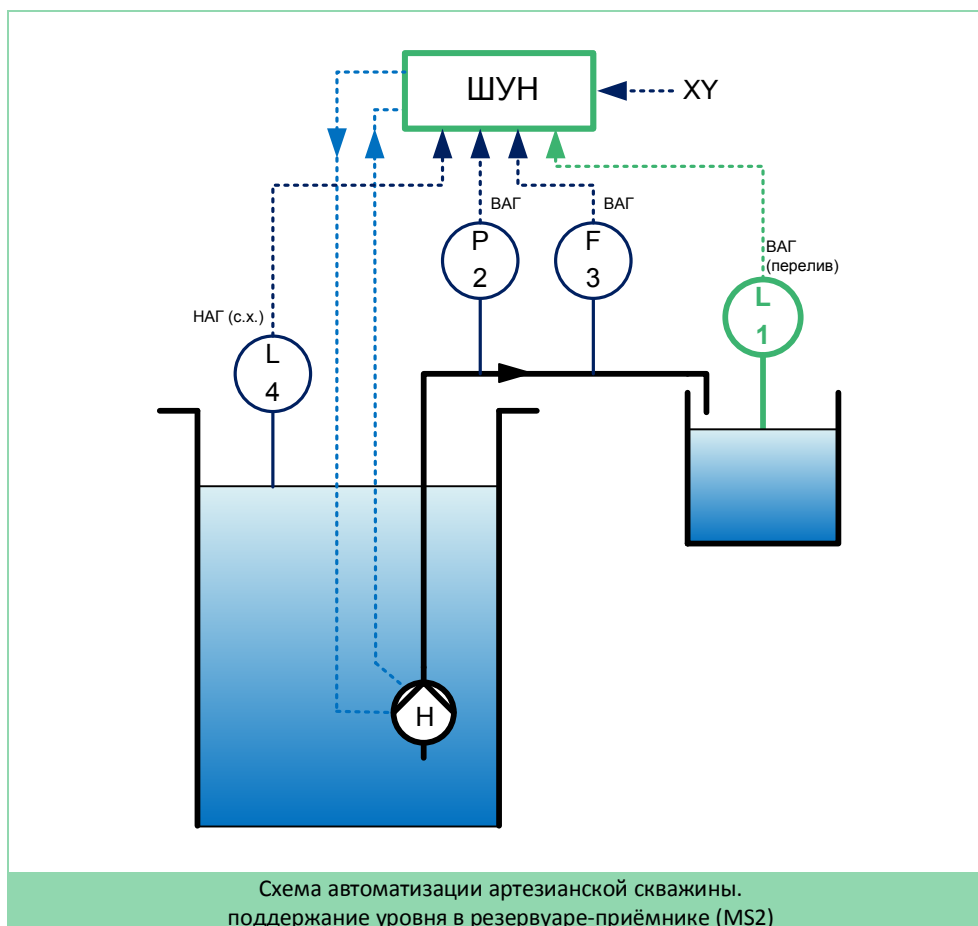 ШУН
XY
ВАГ
ВАГ
P
2
F
3
ВАГ
(перелив)
L
1
НАГ (с.х.)
L
4
Н
Схема автоматизации артезианской скважины.
поддержание уровня в резервуаре-приёмнике (MS2)